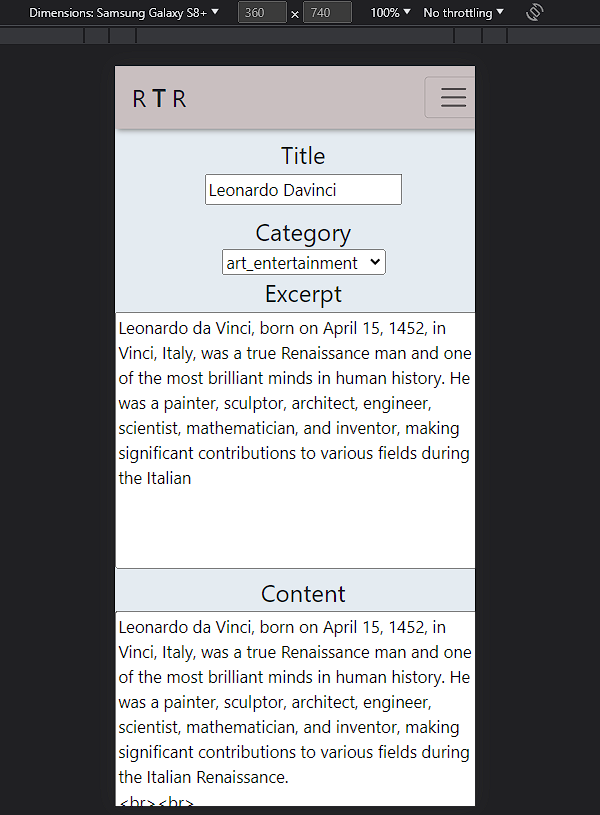 Dimensions: Samsung Galaxy S8+ 360 × 740 100% No throttling
R T R
Title
Leonardo Davinci
Category
art_entertainment
Excerpt
Leonardo da Vinci, born on April 15, 1452, in
Vinci, Italy, was a true Renaissance man and one
of the most brilliant minds in human history. He
was a painter, sculptor, architect, engineer,
scientist, mathematician, and inventor, making
significant contributions to various fields during
the Italian
Content
Leonardo da Vinci, born on April 15, 1452, in
Vinci, Italy, was a true Renaissance man and one
of the most brilliant minds in human history. He
was a painter, sculptor, architect, engineer,
scientist, mathematician, and inventor, making
significant contributions to various fields during
the Italian Renaissance.
<br><br>